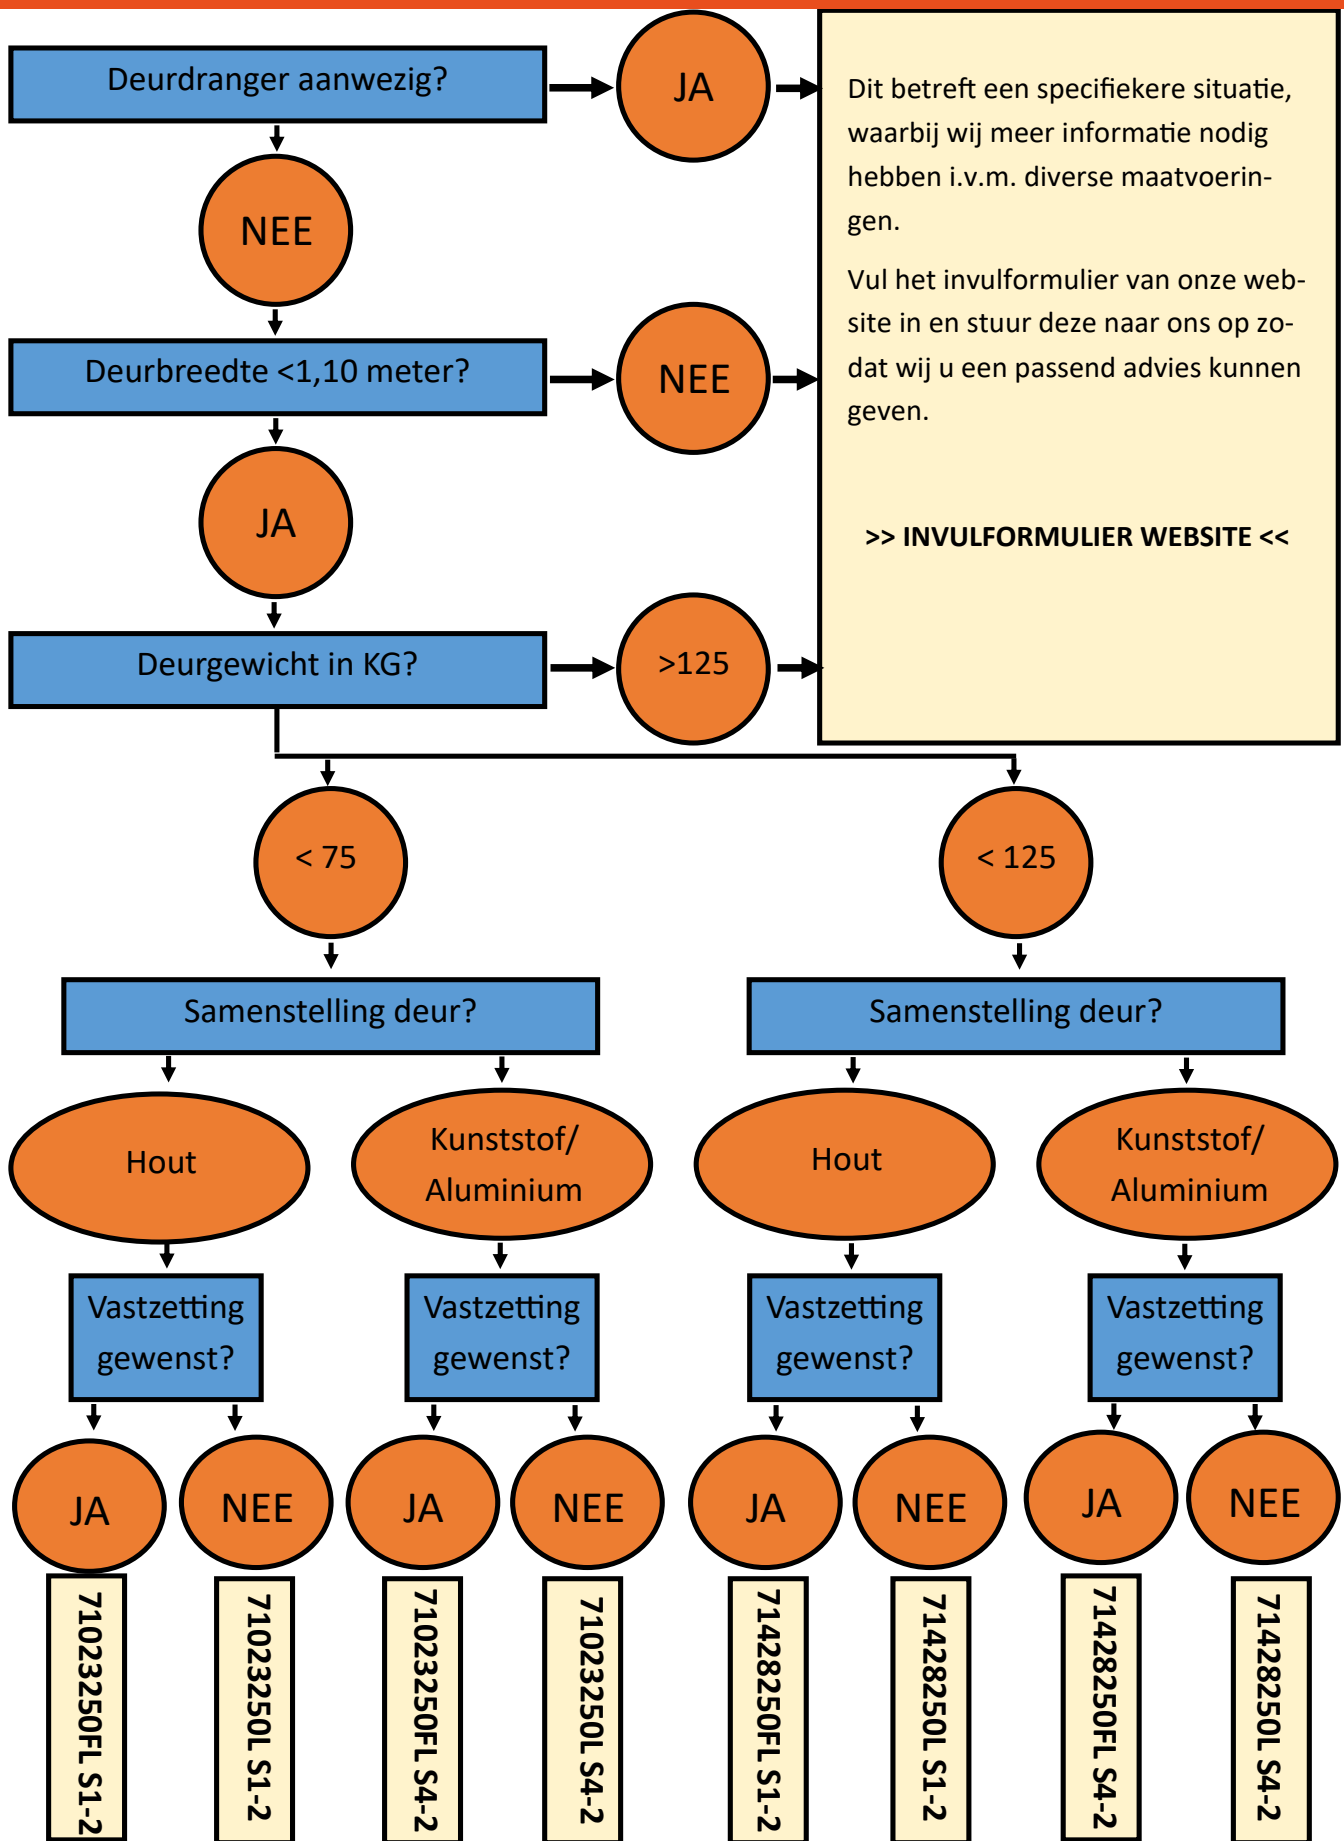 Deurdranger aanwezig?
JA
Dit betreft een specifiekere situatie,
waarbij wij meer informatie nodig
hebben i.v.m. diverse maatvoerin-
gen.
Vul het invulformulier van onze web-
site in en stuur deze naar ons op zo-
dat wij u een passend advies kunnen
geven.
>> INVULFORMULIER WEBSITE <<
NEE
Deurbreedte <1,10 meter?
NEE
JA
Deurgewicht in KG?
>125
< 75
< 125
Samenstelling deur?
Samenstelling deur?
Hout
Kunststof/
Aluminium
Hout
Kunststof/
Aluminium
Vastzetting
gewenst?
Vastzetting
gewenst?
Vastzetting
gewenst?
Vastzetting
gewenst?
JA
NEE
JA
NEE
JA
NEE
JA
NEE
71023250FL S1-2
71023250L S1-2
71023250FL S4-2
71023250L S4-2
71428250FL S1-2
71428250L S1-2
71428250FL S4-2
71428250L S4-2